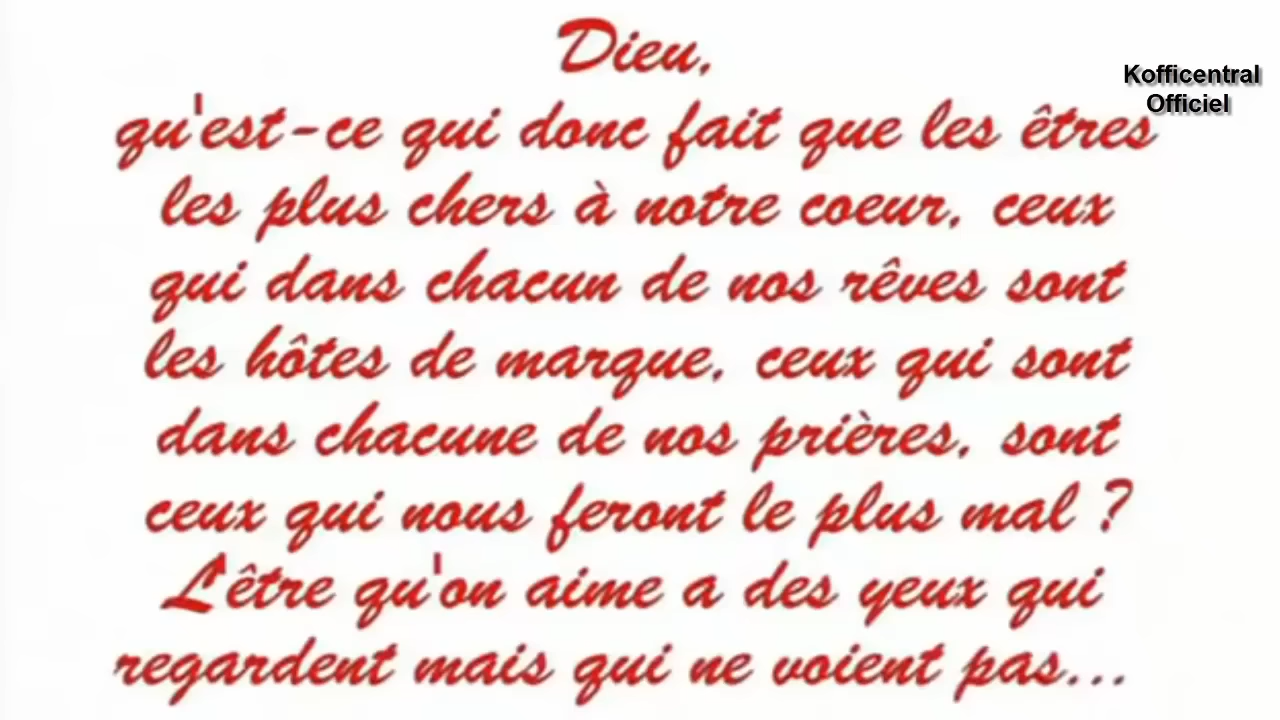 Dieu,
Kofficentral
Officiel
qu'est-ce qui donc fait que les êtres
les plus chers à notre coeur, ceux
qui dans chacun de nos rêves sont
les hôtes de marque, ceux qui sont
dans chacune de nos prières, sont
ceux qui nous feront le plus mal ?
L'être qu'on aime a des yeux qui
regardent mais qui ne voient pas...